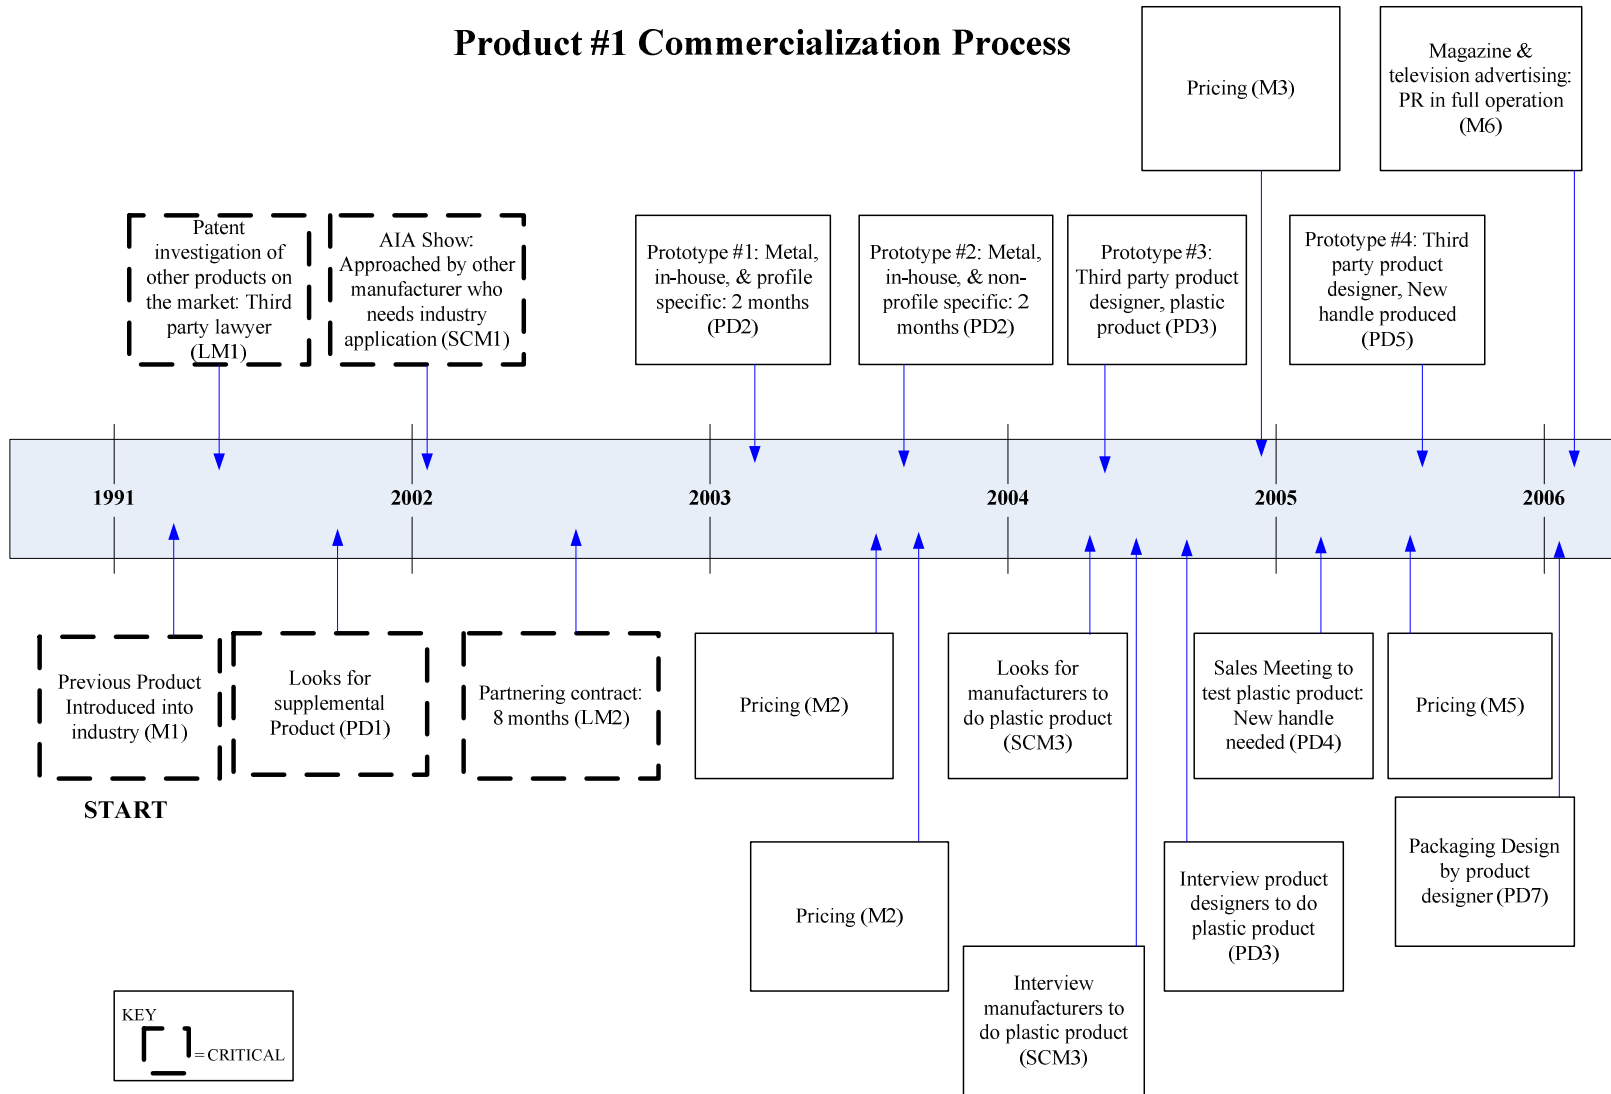 Product #1 Commercialization Process
Pricing (M3)
Magazine &
television advertising:
PR in full operation
(M6)
Patent
investigation of
other products on
the market: Third
party lawyer
(LM1)
AIA Show:
Approached by other
manufacturer who
needs industry
application (SCM1)
Prototype #1: Metal,
in-house, & profile
specific: 2 months
(PD2)
Prototype #2: Metal,
in-house, & non-
profile specific: 2
months (PD2)
Prototype #3:
Third party product
designer, plastic
product (PD3)
Prototype #4: Third
party product
designer, New
handle produced
(PD5)
1991
2002
2003
2004
2005
2006
Previous Product
Introduced into
industry (M1)
START
Looks for
supplemental
Product (PD1)
Partnering contract:
8 months (LM2)
Pricing (M2)
Looks for
manufacturers to
do plastic product
(SCM3)
Sales Meeting to
test plastic product:
New handle
needed (PD4)
Pricing (M5)
Pricing (M2)
Interview
manufacturers to
do plastic product
(SCM3)
Interview product
designers to do
plastic product
(PD3)
Packaging Design
by product
designer (PD7)
KEY
= CRITICAL